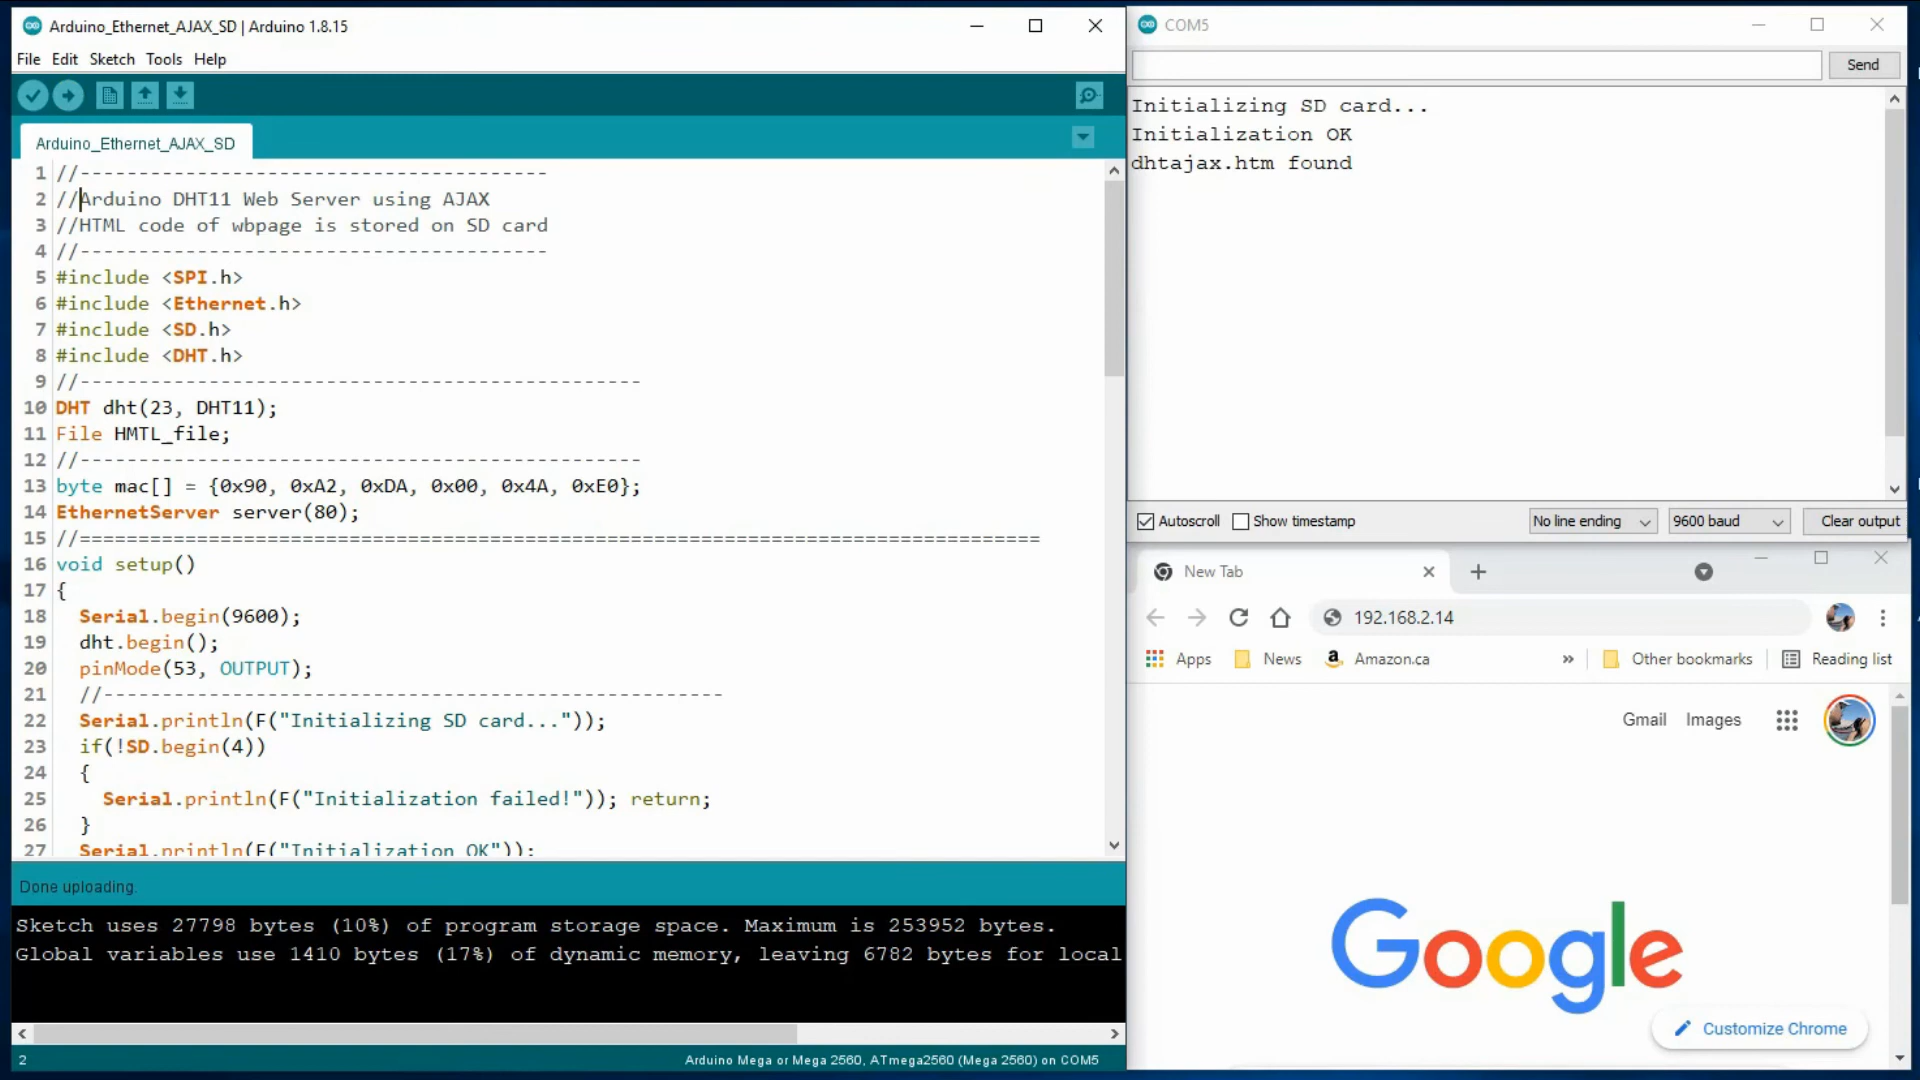 Arduino_Ethernet_AJAX_SD | Arduino 1.8.15
File Edit Sketch Tools Help
Arduino_Ethernet_AJAX_SD
1 //----------------------------------------
2 //Arduino DHT11 Web Server using AJAX
3 //HTML code of wbpage is stored on SD card
4 //----------------------------------------
5 #include <SPI.h>
6 #include <Ethernet.h>
7 #include <SD.h>
8 #include <DHT.h>
9 //------------------------------------------------
10 DHT dht(23, DHT11);
11 File HMTL_file;
12 //------------------------------------------------
13 byte mac[] = {0x90, 0xA2, 0xDA, 0x00, 0x4A, 0xE0};
14 EthernetServer server(80);
15 //==================================================================================
16 void setup()
17 {
18 Serial.begin(9600);
19 dht.begin();
20 pinMode(53, OUTPUT);
21 //-----------------------------------------------------
22 Serial.println(F("Initializing SD card..."));
23 if(!SD.begin(4))
24 {
25 Serial.println(F("Initialization failed!")); return;
26 }
27 Serial.println(F("Initialization OK"));
Done uploading.
Sketch uses 27798 bytes (10%) of program storage space. Maximum is 253952 bytes.
Global variables use 1410 bytes (17%) of dynamic memory, leaving 6782 bytes for local
2 Arduino Mega or Mega 2560, ATmega2560 (Mega 2560) on COM5
COM5
Send
Initializing SD card...
Initialization OK
dhtajax.htm found
Autoscroll Show timestamp No line ending 9600 baud Clear output
New Tab
192.168.2.14
Apps News Amazon.ca » Other bookmarks Reading list
Gmail Images
Google
Customize Chrome